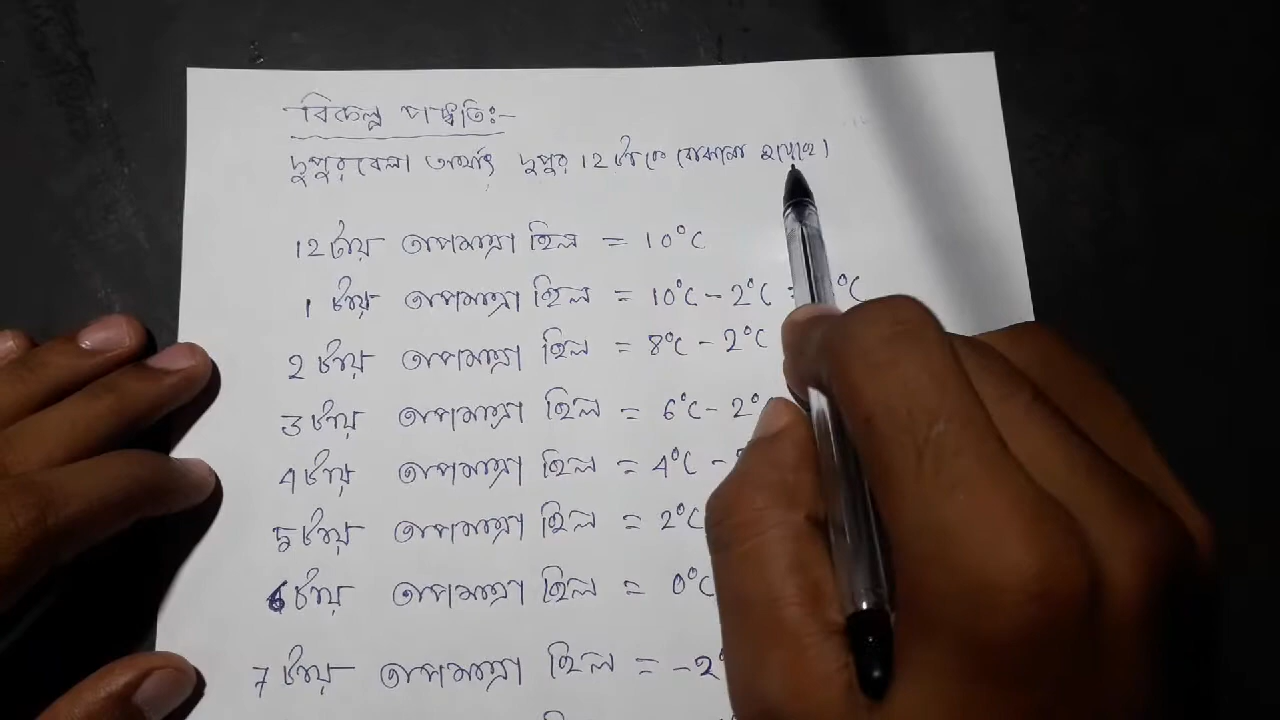 বিকল্প পদ্ধতিঃ-
দুপুরবেলা অর্থাৎ দুপুর 12 টাকে বোঝানো হয়েছে।
12 টায় তাপমাত্রা ছিল = 10°C
1 টায় তাপমাত্রা ছিল = 10°C - 2°C = °C
2 টায় তাপমাত্রা ছিল = 8°C - 2°C
3 টায় তাপমাত্রা ছিল = 6°C - 2°
4 টায় তাপমাত্রা ছিল = 4°C -
5 টায় তাপমাত্রা ছিল = 2°C
6 টায় তাপমাত্রা ছিল = 0°C
7 টায় তাপমাত্রা ছিল = -2°